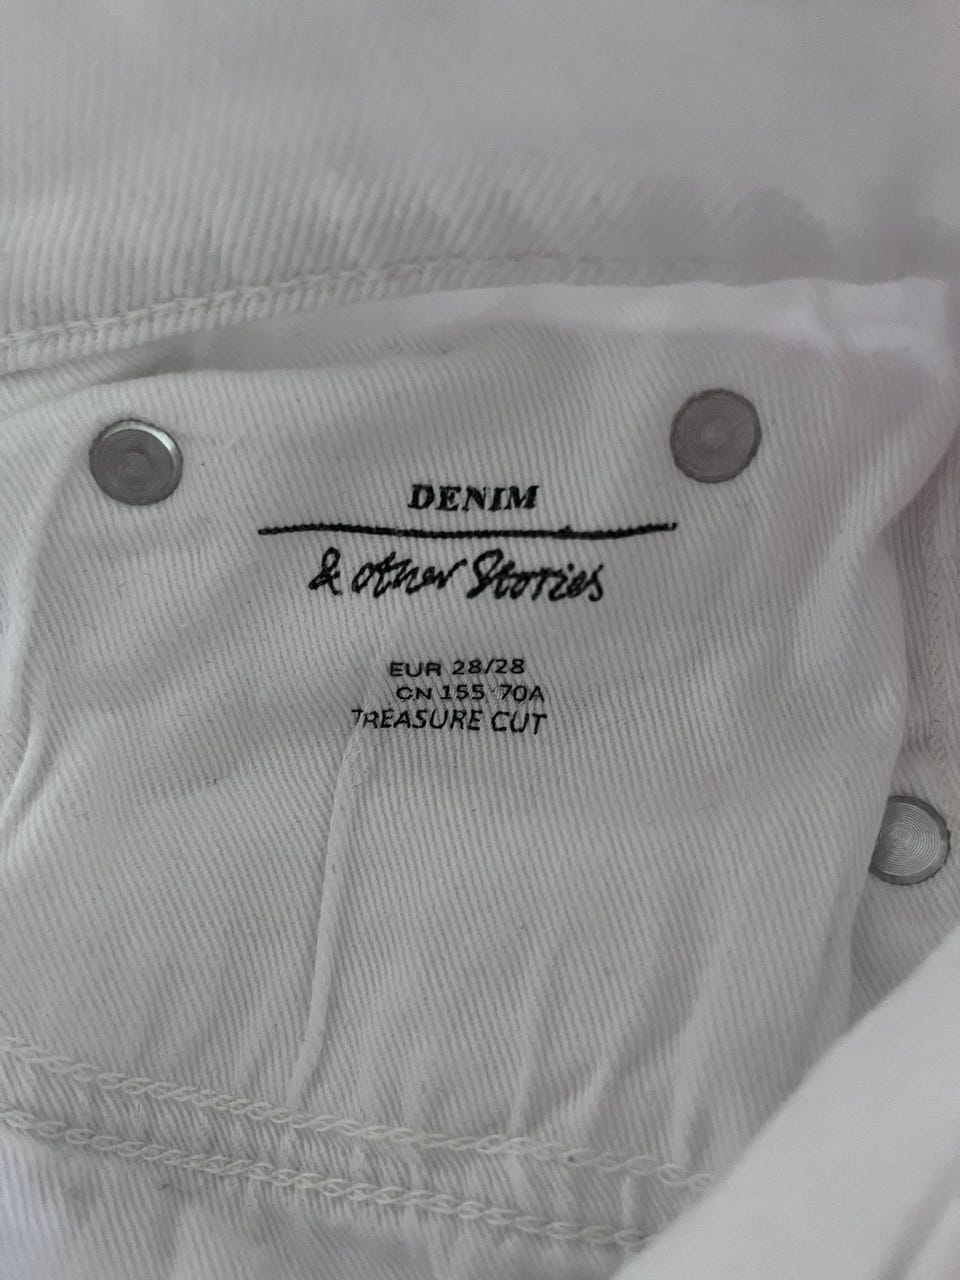 DENIM
& other Stories
EUR 28/28
CN 155/70A
TREASURE CUT